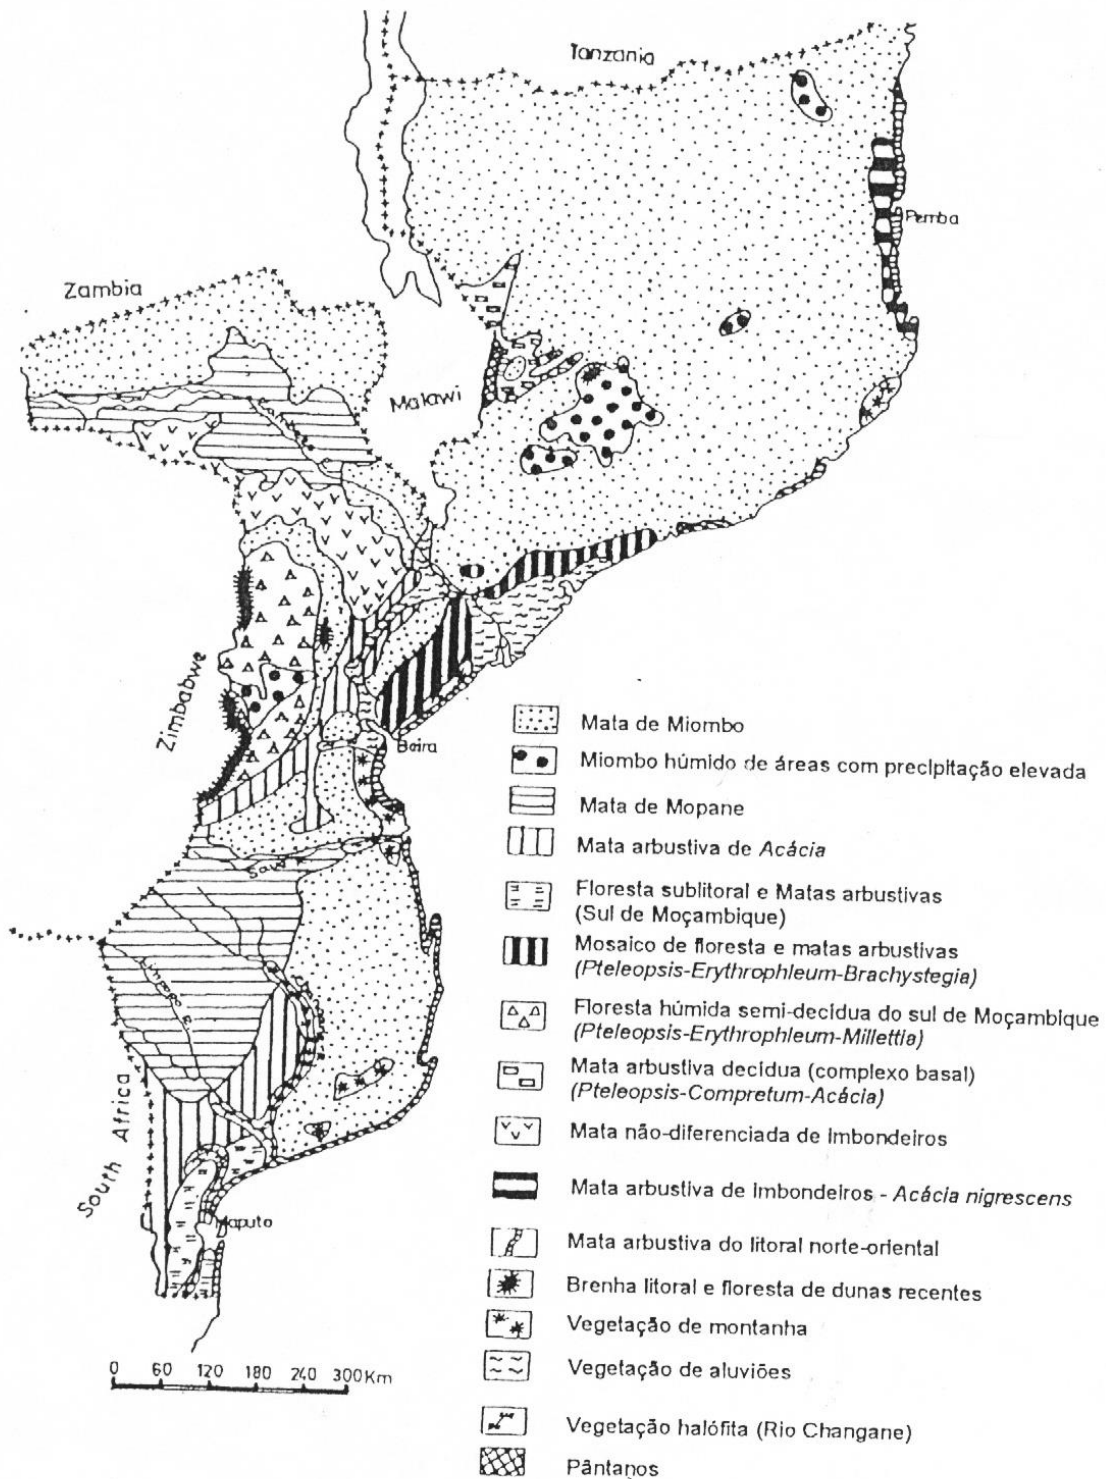 Tanzania
Pemba
Zambia
Malawi
Zimbabwe
Beira
Save
Limpopo R.
South Africa
Maputo
0 60 120 180 240 300 Km
Mata de Miombo
Miombo húmido de áreas com precipitação elevada
Mata de Mopane
Mata arbustiva de Acácia
Floresta sublitoral e Matas arbustivas
(Sul de Moçambique)
Mosaico de floresta e matas arbustivas
(Pteleopsis-Erythrophleum-Brachystegia)
Floresta húmida semi-decídua do sul de Moçambique
(Pteleopsis-Erythrophleum-Millettia)
Mata arbustiva decídua (complexo basal)
(Pteleopsis-Compretum-Acácia)
Mata não-diferenciada de imbondeiros
Mata arbustiva de imbondeiros - Acácia nigrescens
Mata arbustiva do litoral norte-oriental
Brenha litoral e floresta de dunas recentes
Vegetação de montanha
Vegetação de aluviões
Vegetação halófita (Rio Changane)
Pântanos